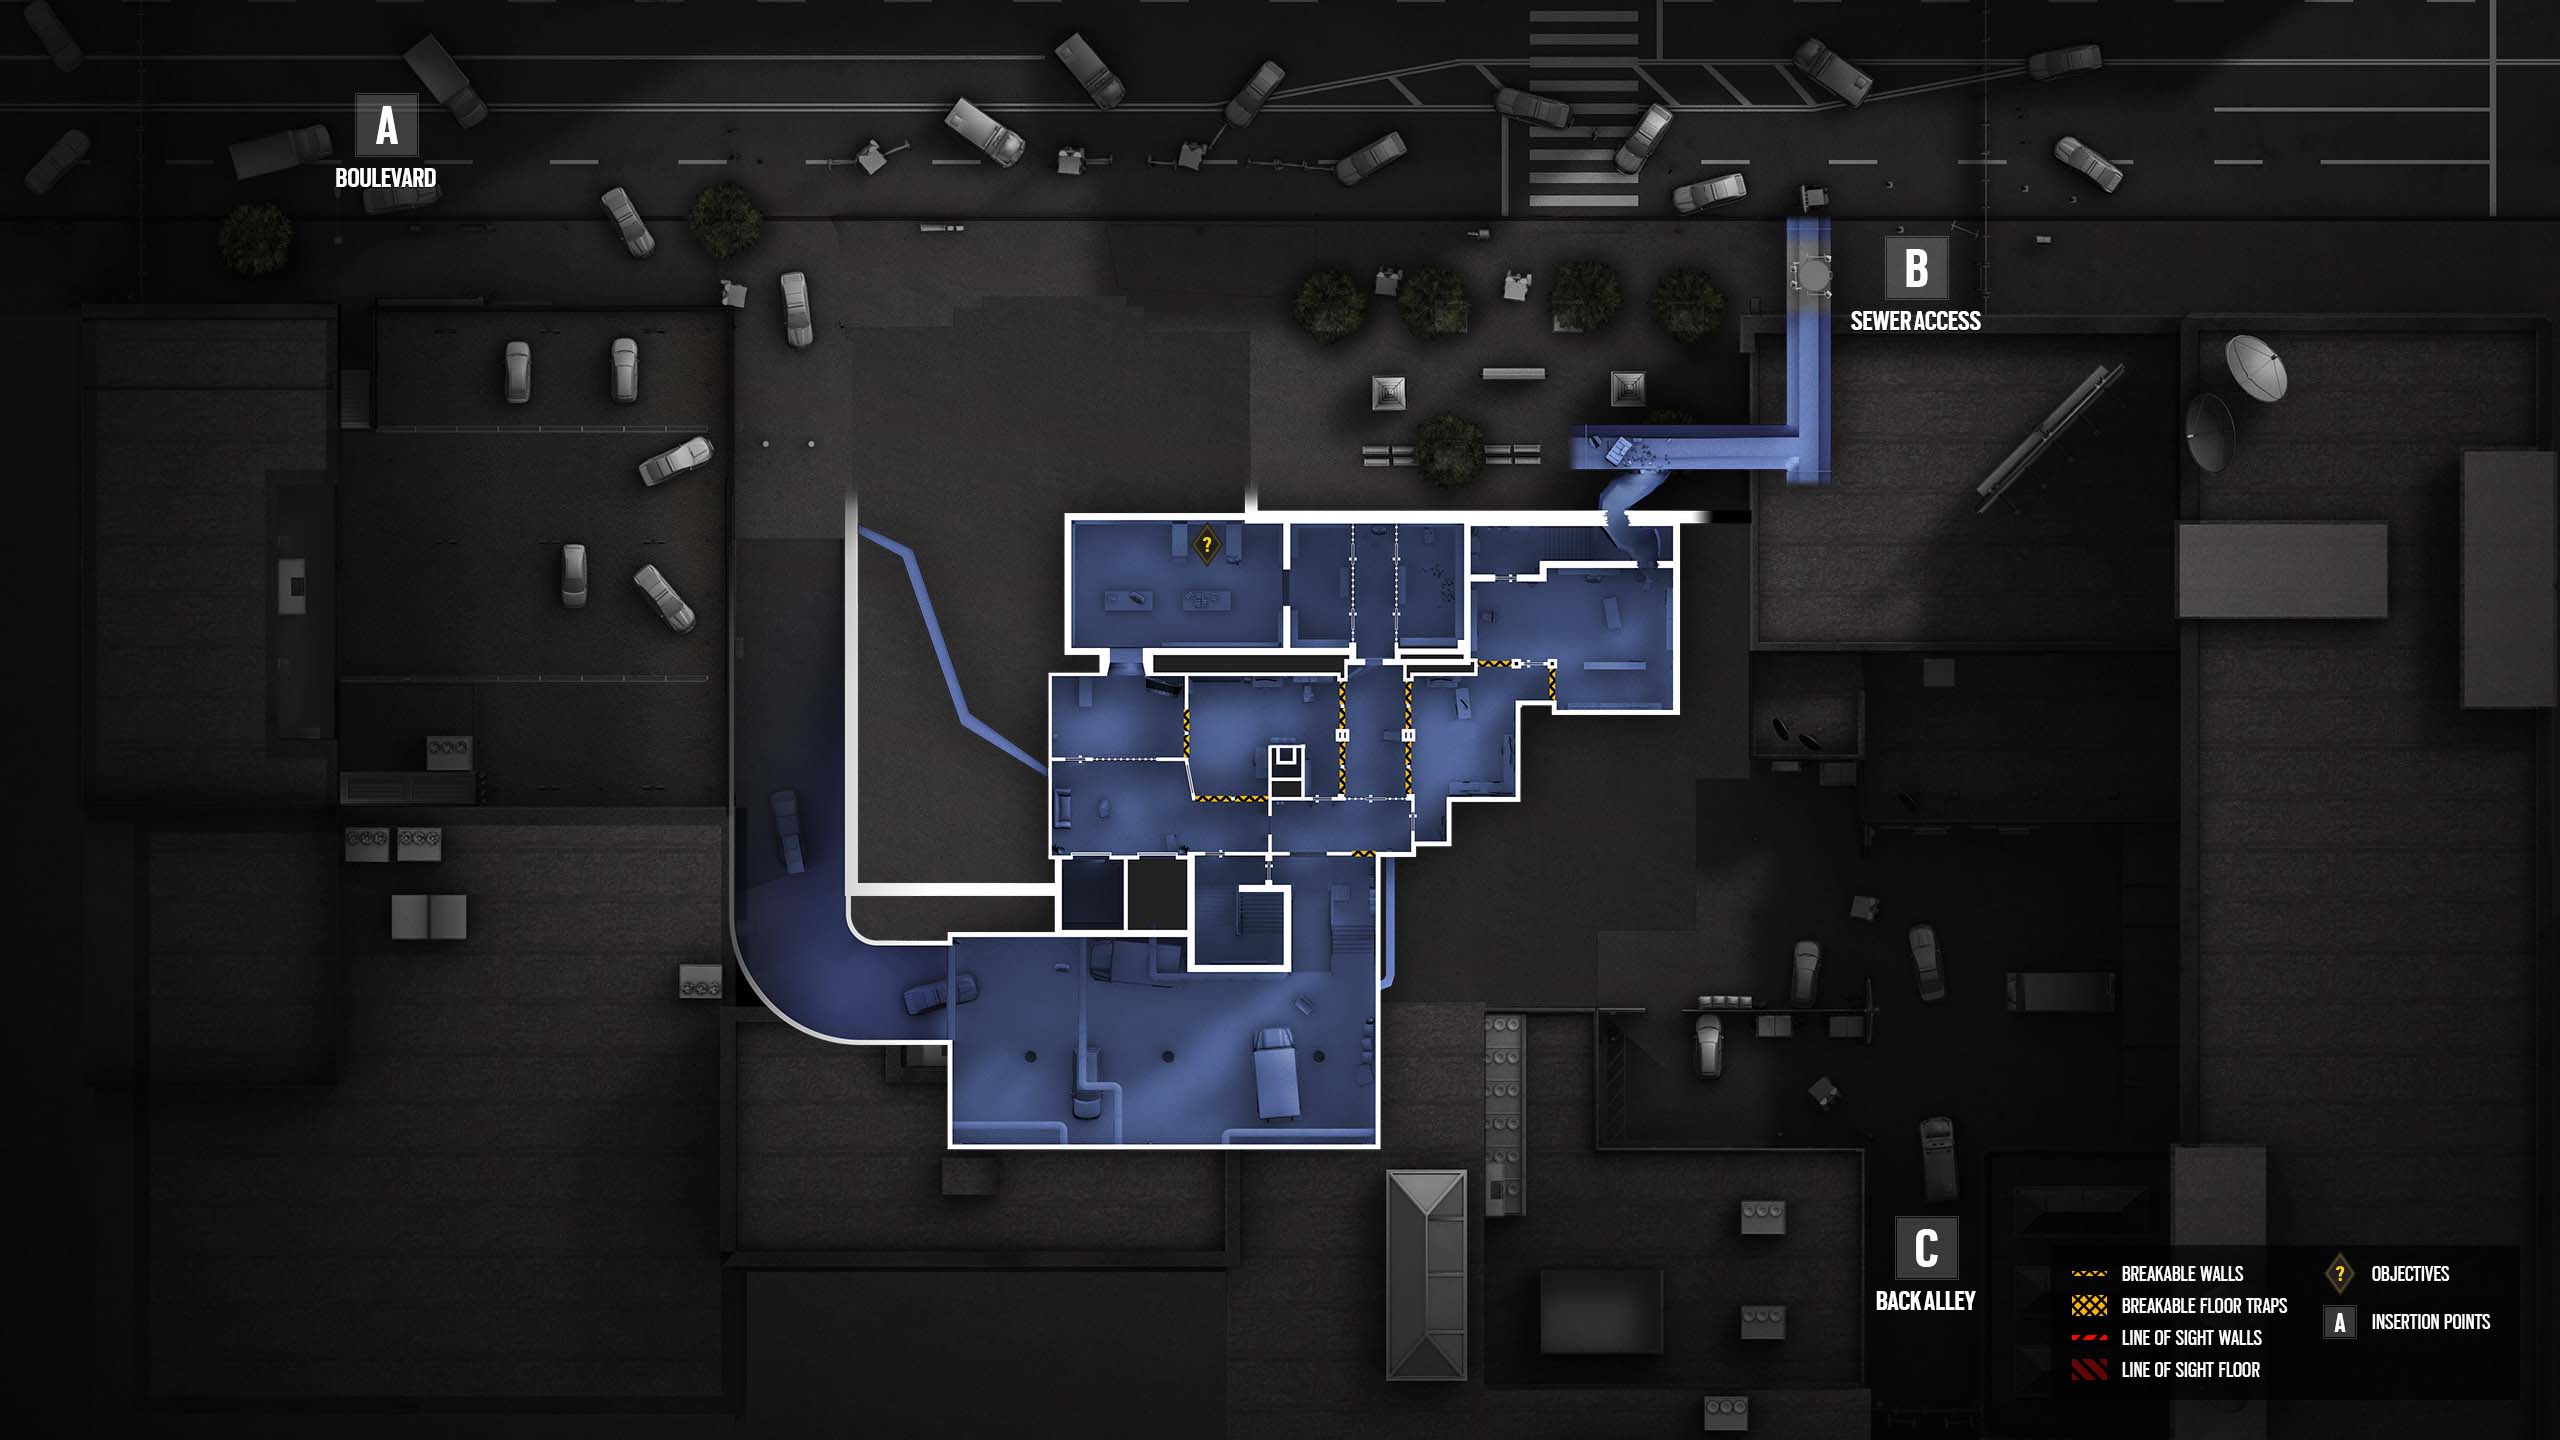 A
BOULEVARD
B
SEWER ACCESS
?
C
BACK ALLEY
BREAKABLE WALLS
BREAKABLE FLOOR TRAPS
LINE OF SIGHT WALLS
LINE OF SIGHT FLOOR
? OBJECTIVES
A INSERTION POINTS